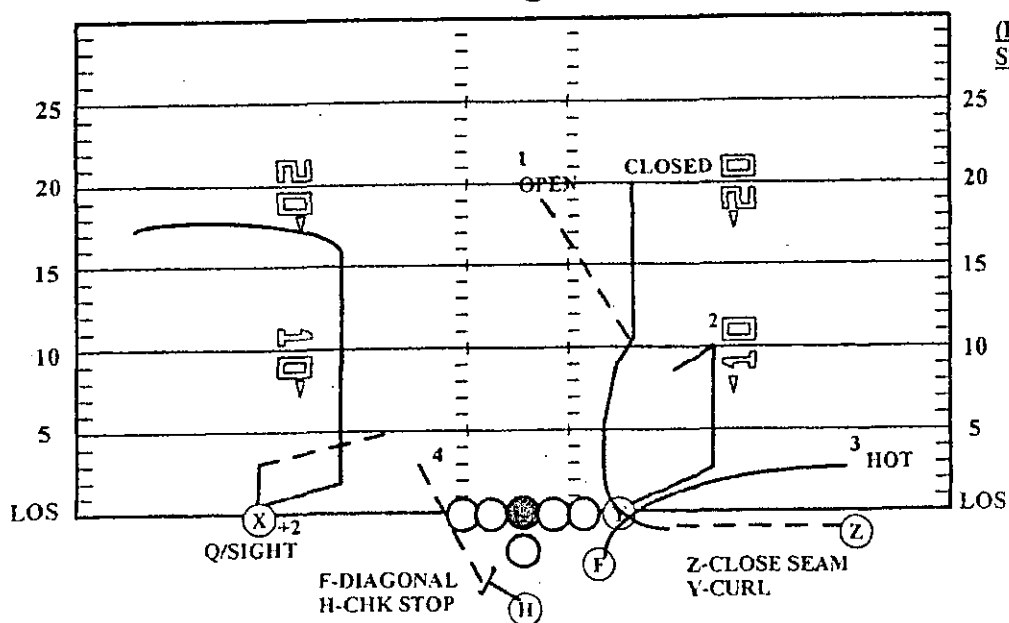 (
S
25
25
1
OPEN
CLOSED
20
20
15
15
2
10
10
5
5
4
3
HOT
LOS
X
+2
Y
Z
LOS
Q/SIGHT
F
F-DIAGONAL
H-CHK STOP
H
Z-CLOSE SEAM
Y-CURL